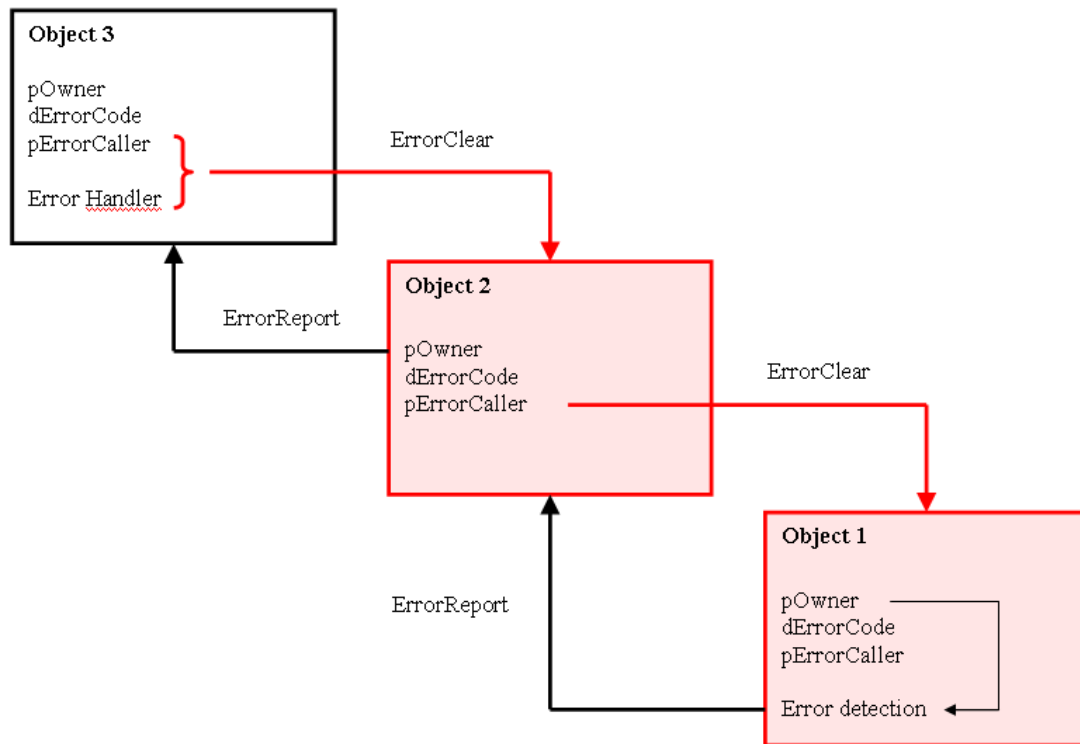 Object 3
pOwner
dErrorCode
pErrorCaller
Error Handler
ErrorClear
ErrorReport
Object 2
pOwner
dErrorCode
pErrorCaller
ErrorClear
ErrorReport
Object 1
pOwner
dErrorCode
pErrorCaller
Error detection